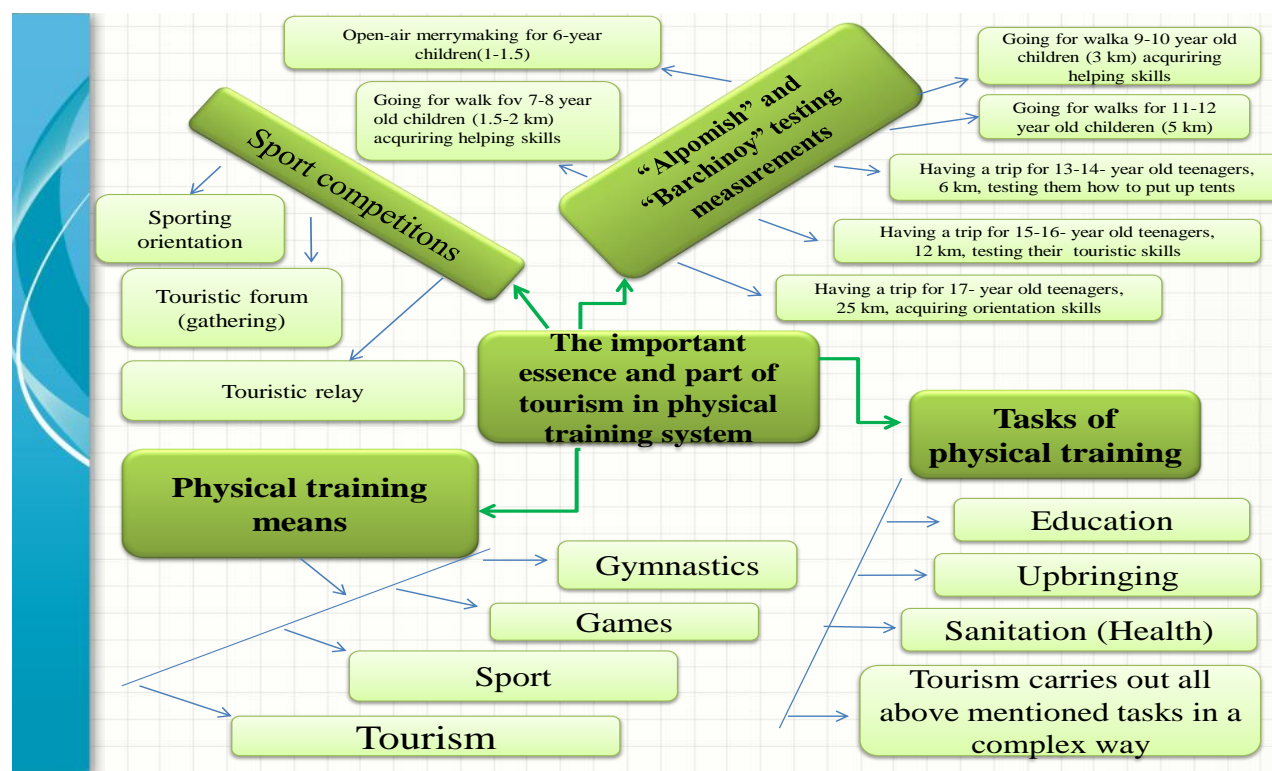 Open-air merrymaking for 6-year
children(1-1.5)
Going for walk fov 7-8 year
old children (1.5-2 km)
acqurіring helping skills
Sport competitons
Sporting
orientation
Touristic forum
(gathering)
Touristic relay
“Alpomish” and
“Barchinoy” testing
measurements
Going for walka 9-10 year old
children (3 km) acqurіring
helping skills
Going for walks for 11-12
year old childeren (5 km)
Having a trip for 13-14- year old teenagers,
6 km, testing them how to put up tents
Having a trip for 15-16- year old teenagers,
12 km, testing their touristic skills
Having a trip for 17- year old teenagers,
25 km, acquiring orientation skills
The important
essence and part of
tourism in physical
training system
Physical training
means
Gymnastics
Games
Sport
Tourism
Tasks of
physical training
Education
Upbringing
Sanitation (Health)
Tourism carries out all
above mentioned tasks in a
complex way